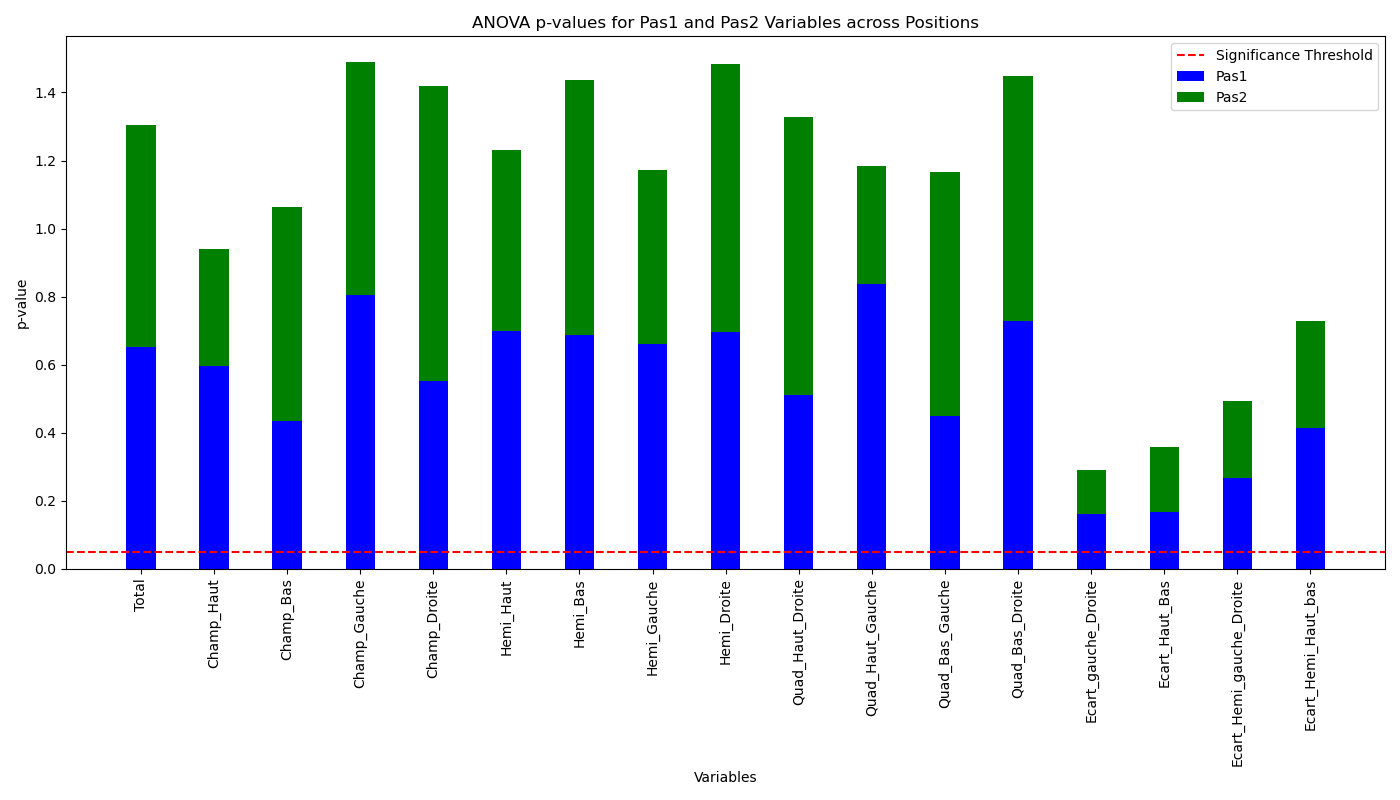 ANOVA p-values for Pas1 and Pas2 Variables across Positions
Significance Threshold
Pas1
Pas2
p-value
1.4
1.2
1.0
0.8
0.6
0.4
0.2
0.0
Total
Champ_Haut
Champ_Bas
Champ_Gauche
Champ_Droite
Hemi_Haut
Hemi_Bas
Hemi_Gauche
Hemi_Droite
Quad_Haut_Droite
Quad_Haut_Gauche
Quad_Bas_Gauche
Quad_Bas_Droite
Ecart_gauche_Droite
Ecart_Haut_Bas
Ecart_Hemi_gauche_Droite
Ecart_Hemi_Haut_bas
Variables